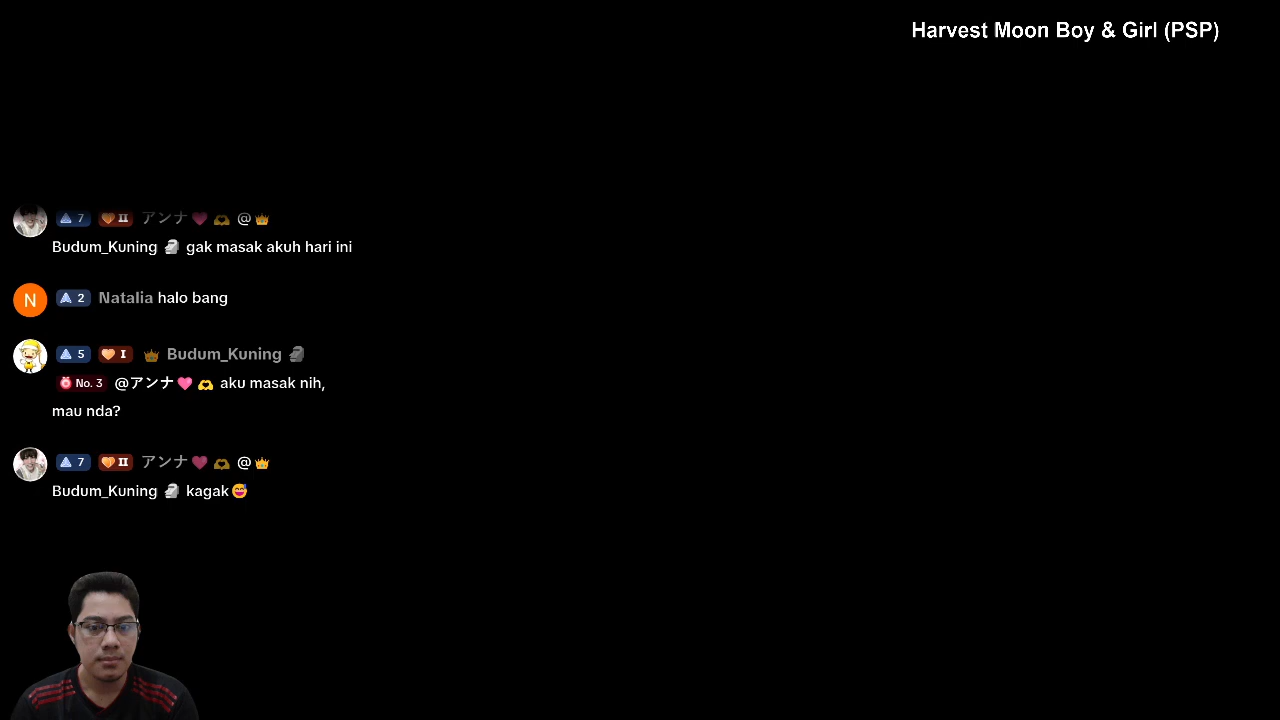 Harvest Moon Boy & Girl (PSP)
7 II アンナ💗 🫶 @👑
Budum_Kuning 🗿 gak masak akuh hari ini
N 2 Natalia halo bang
5 I 👑 Budum_Kuning 🗿
No. 3 @アンナ💗 🫶 aku masak nih,
mau nda?
7 II アンナ💗 🫶 @👑
Budum_Kuning 🗿 kagak😅